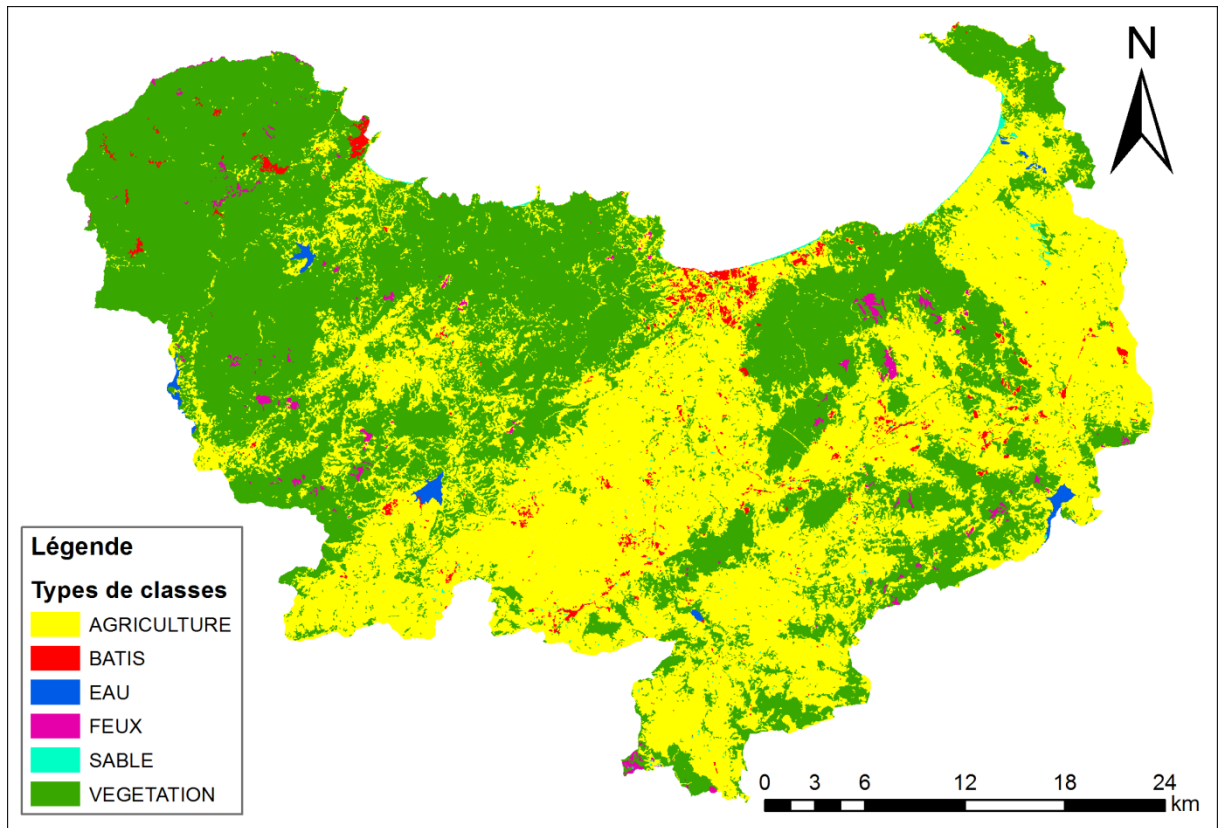 N
Légende
Types de classes
AGRICULTURE
BATIS
EAU
FEUX
SABLE
VEGETATION
0 3 6 12 18 24
km